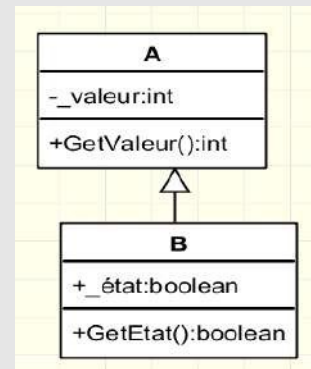 A
-_valeur:int
+GetValeur():int
B
+_état:boolean
+GetEtat():boolean